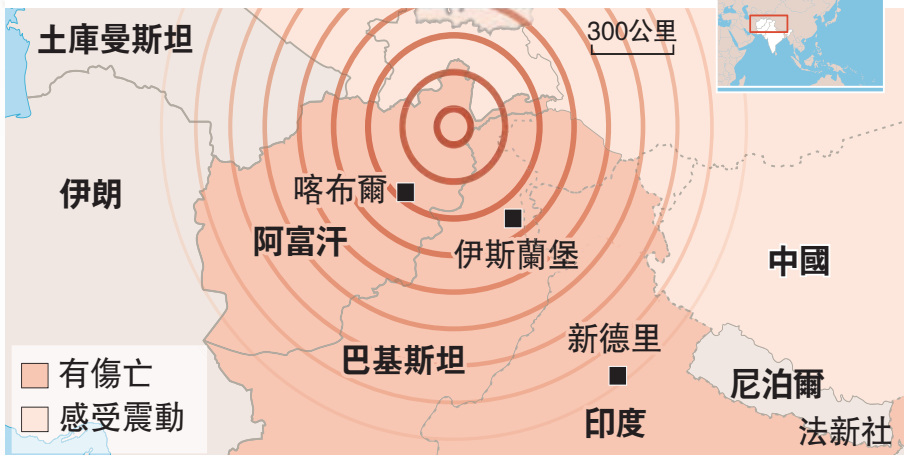 土庫曼斯坦
300公里
伊朗
喀布爾
阿富汗
伊斯蘭堡
中國
新德里
巴基斯坦
尼泊爾
有傷亡
感受震動
印度
法新社